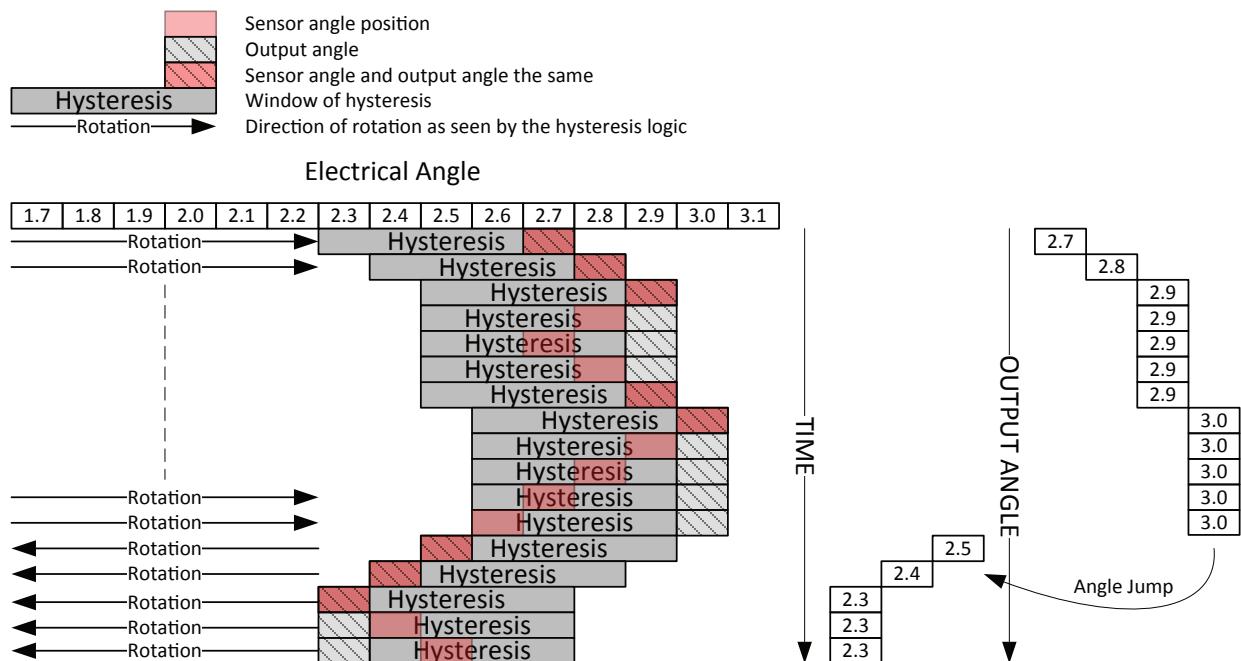 Sensor angle position
Output angle
Sensor angle and output angle the same
Hysteresis Window of hysteresis
Rotation Direction of rotation as seen by the hysteresis logic
Electrical Angle
1.7 1.8 1.9 2.0 2.1 2.2 2.3 2.4 2.5 2.6 2.7 2.8 2.9 3.0 3.1
Rotation Hysteresis 2.7
Rotation Hysteresis 2.8
Hysteresis 2.9
Hysteresis 2.9
Hysteresis 2.9
Hysteresis 2.9
Hysteresis 2.9
Hysteresis 3.0
Hysteresis 3.0
Hysteresis 3.0
Rotation Hysteresis 3.0
Rotation Hysteresis 3.0
Rotation Hysteresis 2.5
Rotation Hysteresis 2.4
Rotation Hysteresis 2.3
Rotation Hysteresis 2.3
Rotation Hysteresis 2.3
TIME
OUTPUT ANGLE
Angle Jump